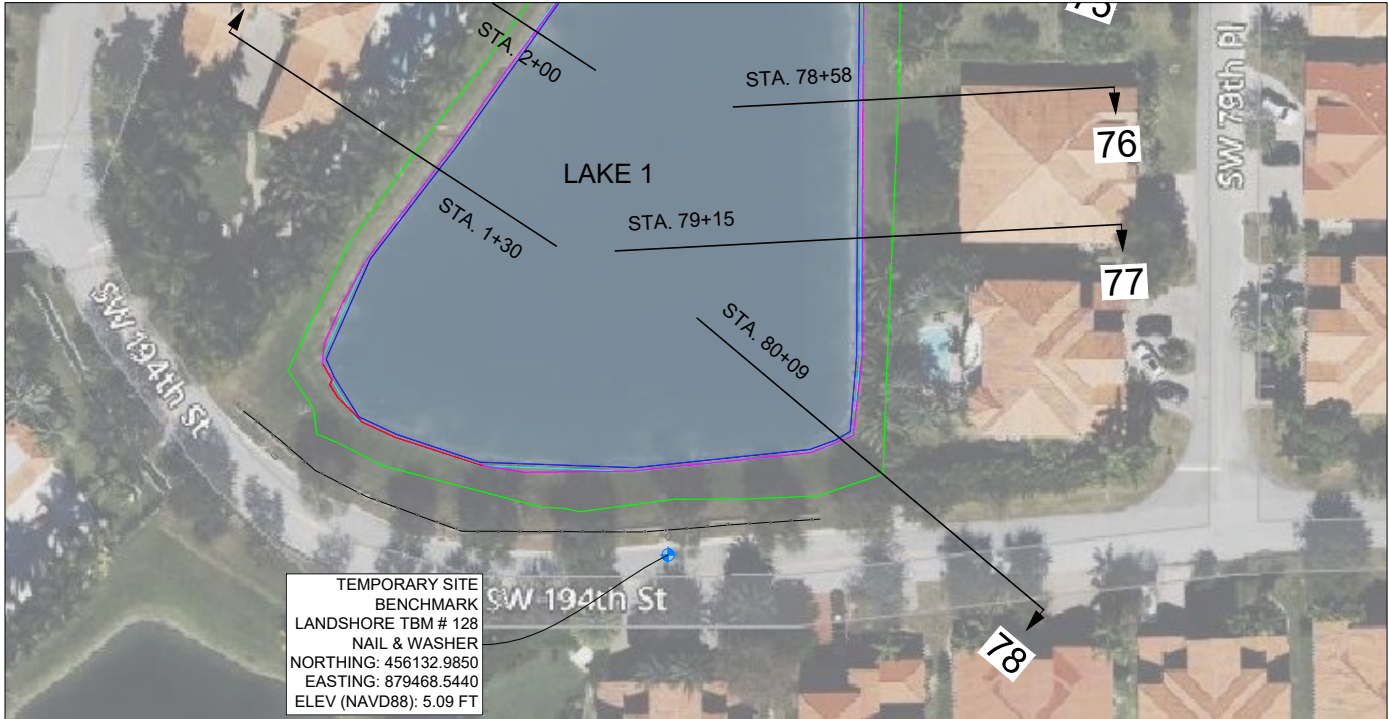 75
STA. 2+00
STA. 78+58
SW 79th Pl
76
LAKE 1
STA. 1+30
STA. 79+15
77
SW 194th St
STA. 80+09
TEMPORARY SITE
BENCHMARK
LANDSHORE TBM # 128
NAIL & WASHER
NORTHING: 456132.9850
EASTING: 879468.5440
ELEV (NAVD88): 5.09 FT
SW 194th St
78